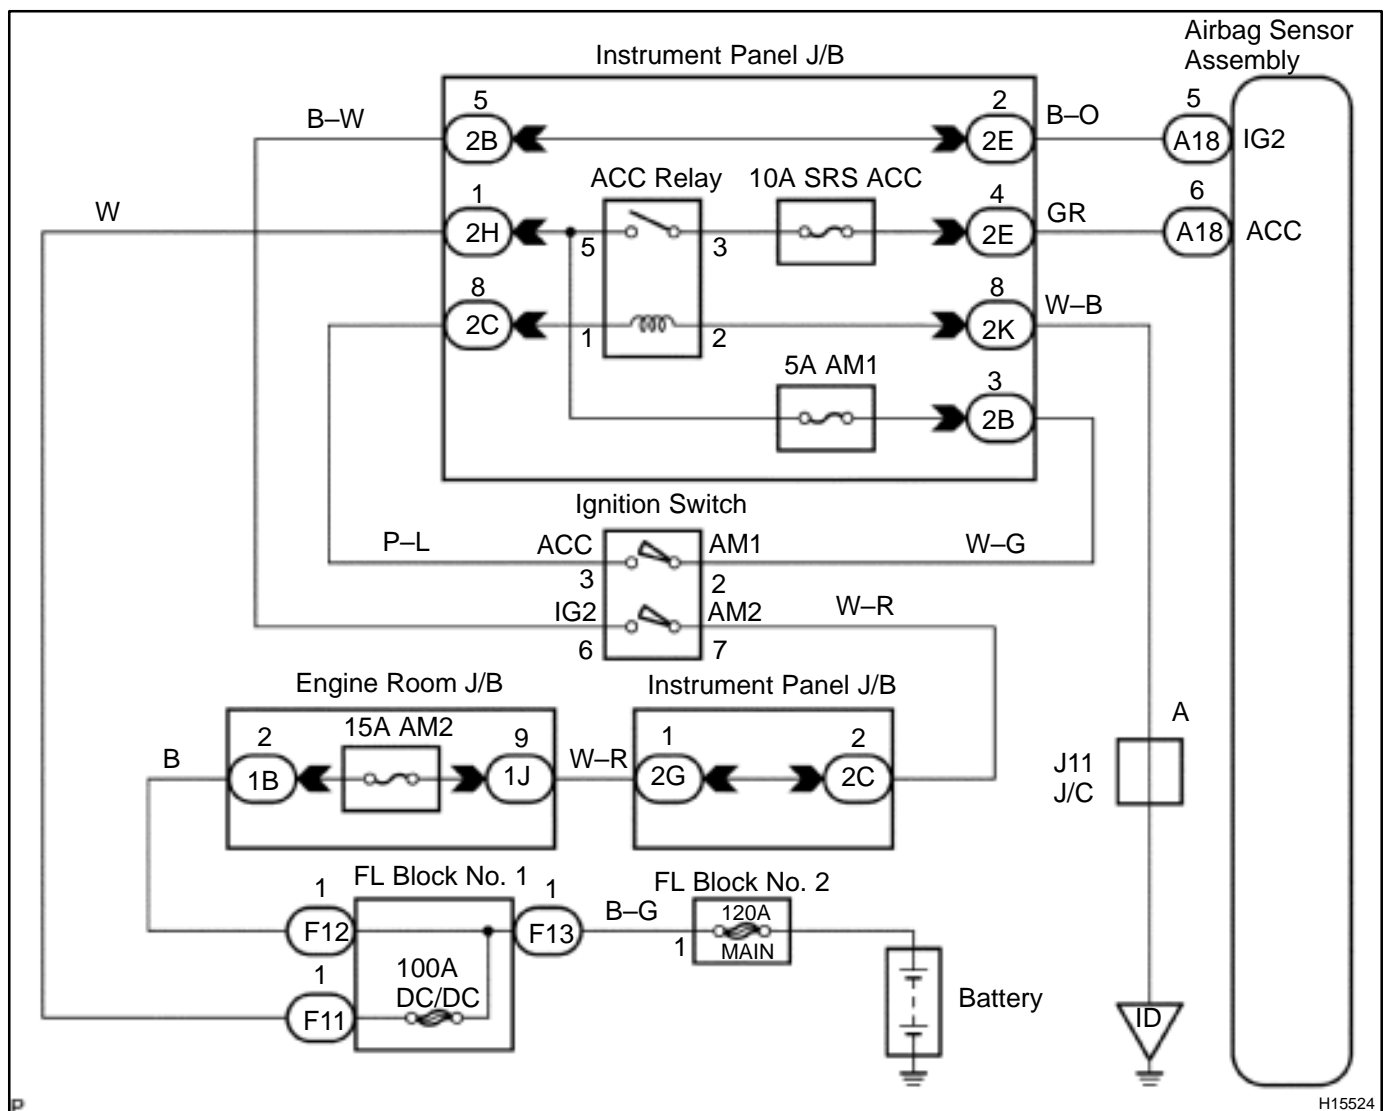 Airbag Sensor
Assembly
Instrument Panel J/B
5
2
5
B–W
2B
2E
B–O
A18
IG2
ACC Relay
10A SRS ACC
W
1
4
6
2H
5
3
2E
GR
A18
ACC
8
8
2C
1
2
2K
W–B
5A AM1
3
2B
Ignition Switch
P–L
ACC
AM1
W–G
3
2
IG2
AM2
W–R
6
7
Engine Room J/B
Instrument Panel J/B
2
15A AM2
9
1
2
A
B
1B
1J
W–R
2G
2C
J11
J/C
FL Block No. 1
FL Block No. 2
1
1
F12
F13
B–G
1
120A
MAIN
1
100A
DC/DC
F11
Battery
ID
P
H15524